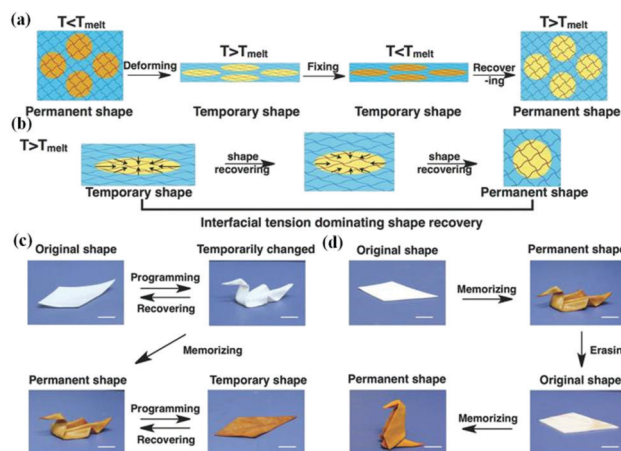 (a)
T<Tmelt
T>Tmelt
T<Tmelt
T>Tmelt
Deforming
Fixing
Recover
-ing
Permanent shape
Temporary shape
Temporary shape
Permanent shape
(b)
T>Tmelt
shape
recovering
shape
recovering
Temporary shape
Permanent shape
Interfacial tension dominating shape recovery
(c)
Original shape
Temporarily changed
Programming
Recovering
Memorizing
Permanent shape
Temporary shape
Programming
Recovering
(d)
Original shape
Permanent shape
Memorizing
Erasin
Permanent shape
Original shape
Memorizing